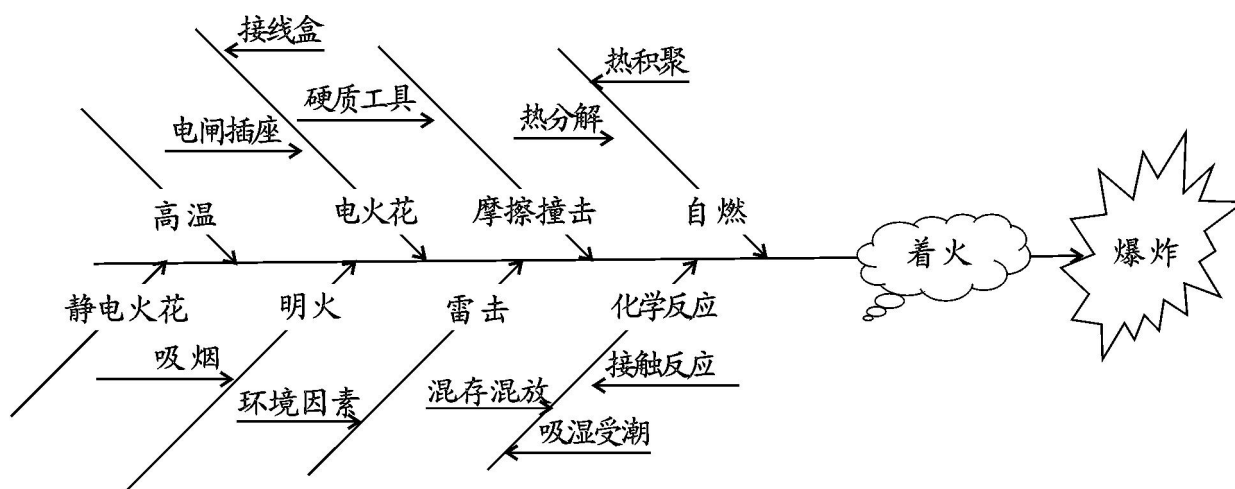 接线盒
硬质工具
热积聚
电闸插座
热分解
高温
电火花
摩擦撞击
自燃
着火
爆炸
静电火花
明火
雷击
化学反应
吸烟
环境因素
混存混放
接触反应
吸湿受潮